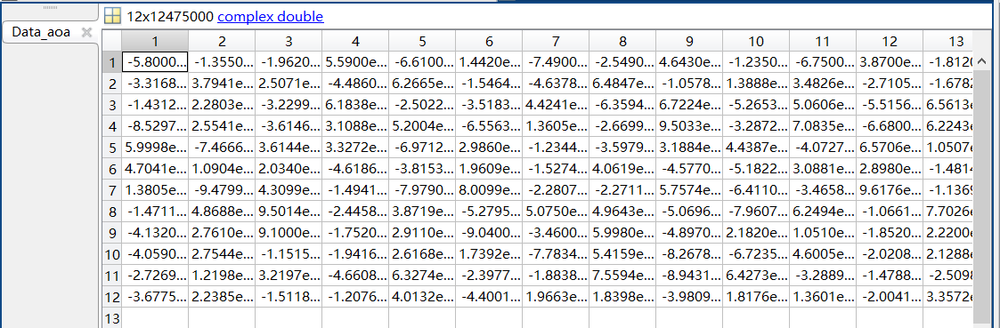 12x12475000 complex double
Data_aoa
1 2 3 4 5 6 7 8 9 10 11 12 13
1 -5.8000... -1.3550... -1.9620... 5.5900e... -6.6100... 1.4420e... -7.4900... -2.5490... 4.6430e... -1.2350... -6.7500... 3.8700e... -1.8120
2 -3.3168... 3.7941e... 2.5071e... -4.4860... 6.2665e... -1.5464... -4.6378... 6.4847e... -1.0578... 1.3888e... 3.4826e... -2.7105... -1.6782
3 -1.4312... 2.2803e... -3.2299... 6.1838e... -2.5022... -3.5183... 4.4241e... -6.3594... 6.7224e... -5.2653... 5.0606e... -5.5156... 6.5613e
4 -8.5297... 2.5541e... -3.6146... 3.1088e... 5.2004e... -6.5563... 1.3605e... -2.6699... 9.5033e... -3.2872... 7.0835e... -6.6800... 6.2243e
5 5.9998e... -7.4666... 3.6144e... 3.3272e... -6.9712... 2.9860e... -1.2344... -3.5979... 3.1884e... 4.4387e... -4.0727... 6.5706e... 1.0507e
6 4.7041e... 1.0904e... 2.0340e... -4.6186... -3.8153... 1.9609e... -1.5274... 4.0619e... -4.5770... -5.1822... 3.0881e... 2.8980e... -1.4814
7 1.3805e... -9.4799... 4.3099e... -1.4941... -7.9790... 8.0099e... -2.2807... -2.2711... 5.7574e... -6.4110... -3.4658... 9.6176e... -1.1369
8 -1.4711... 4.8688e... 9.5014e... -2.4458... 3.8719e... -5.2795... 5.0750e... 4.9643e... -5.0696... -7.9607... 6.2494e... -1.0661... 7.7026e
9 -4.1320... 2.7610e... 9.1000e... -1.7520... 2.9110e... -9.0400... -3.4600... 5.9980e... -4.8970... 2.1820e... 1.0510e... -1.8520... 2.2200e
10 -4.0590... 2.7544e... -1.1515... -1.9416... 2.6168e... 1.7392e... -7.7834... 5.4159e... -8.2678... -6.7235... 4.6005e... -2.0208... 2.1288e
11 -2.7269... 1.2198e... 3.2197e... -4.6608... 6.3274e... -2.3977... -1.8838... 7.5594e... -8.9431... 6.4273e... -3.2889... -1.4788... -2.5098
12 -3.6775... 2.2385e... -1.5118... -1.2076... 4.0132e... -4.4001... 1.9663e... 1.8398e... -3.9809... 1.8176e... 1.3601e... -2.0041... 3.3572e
13